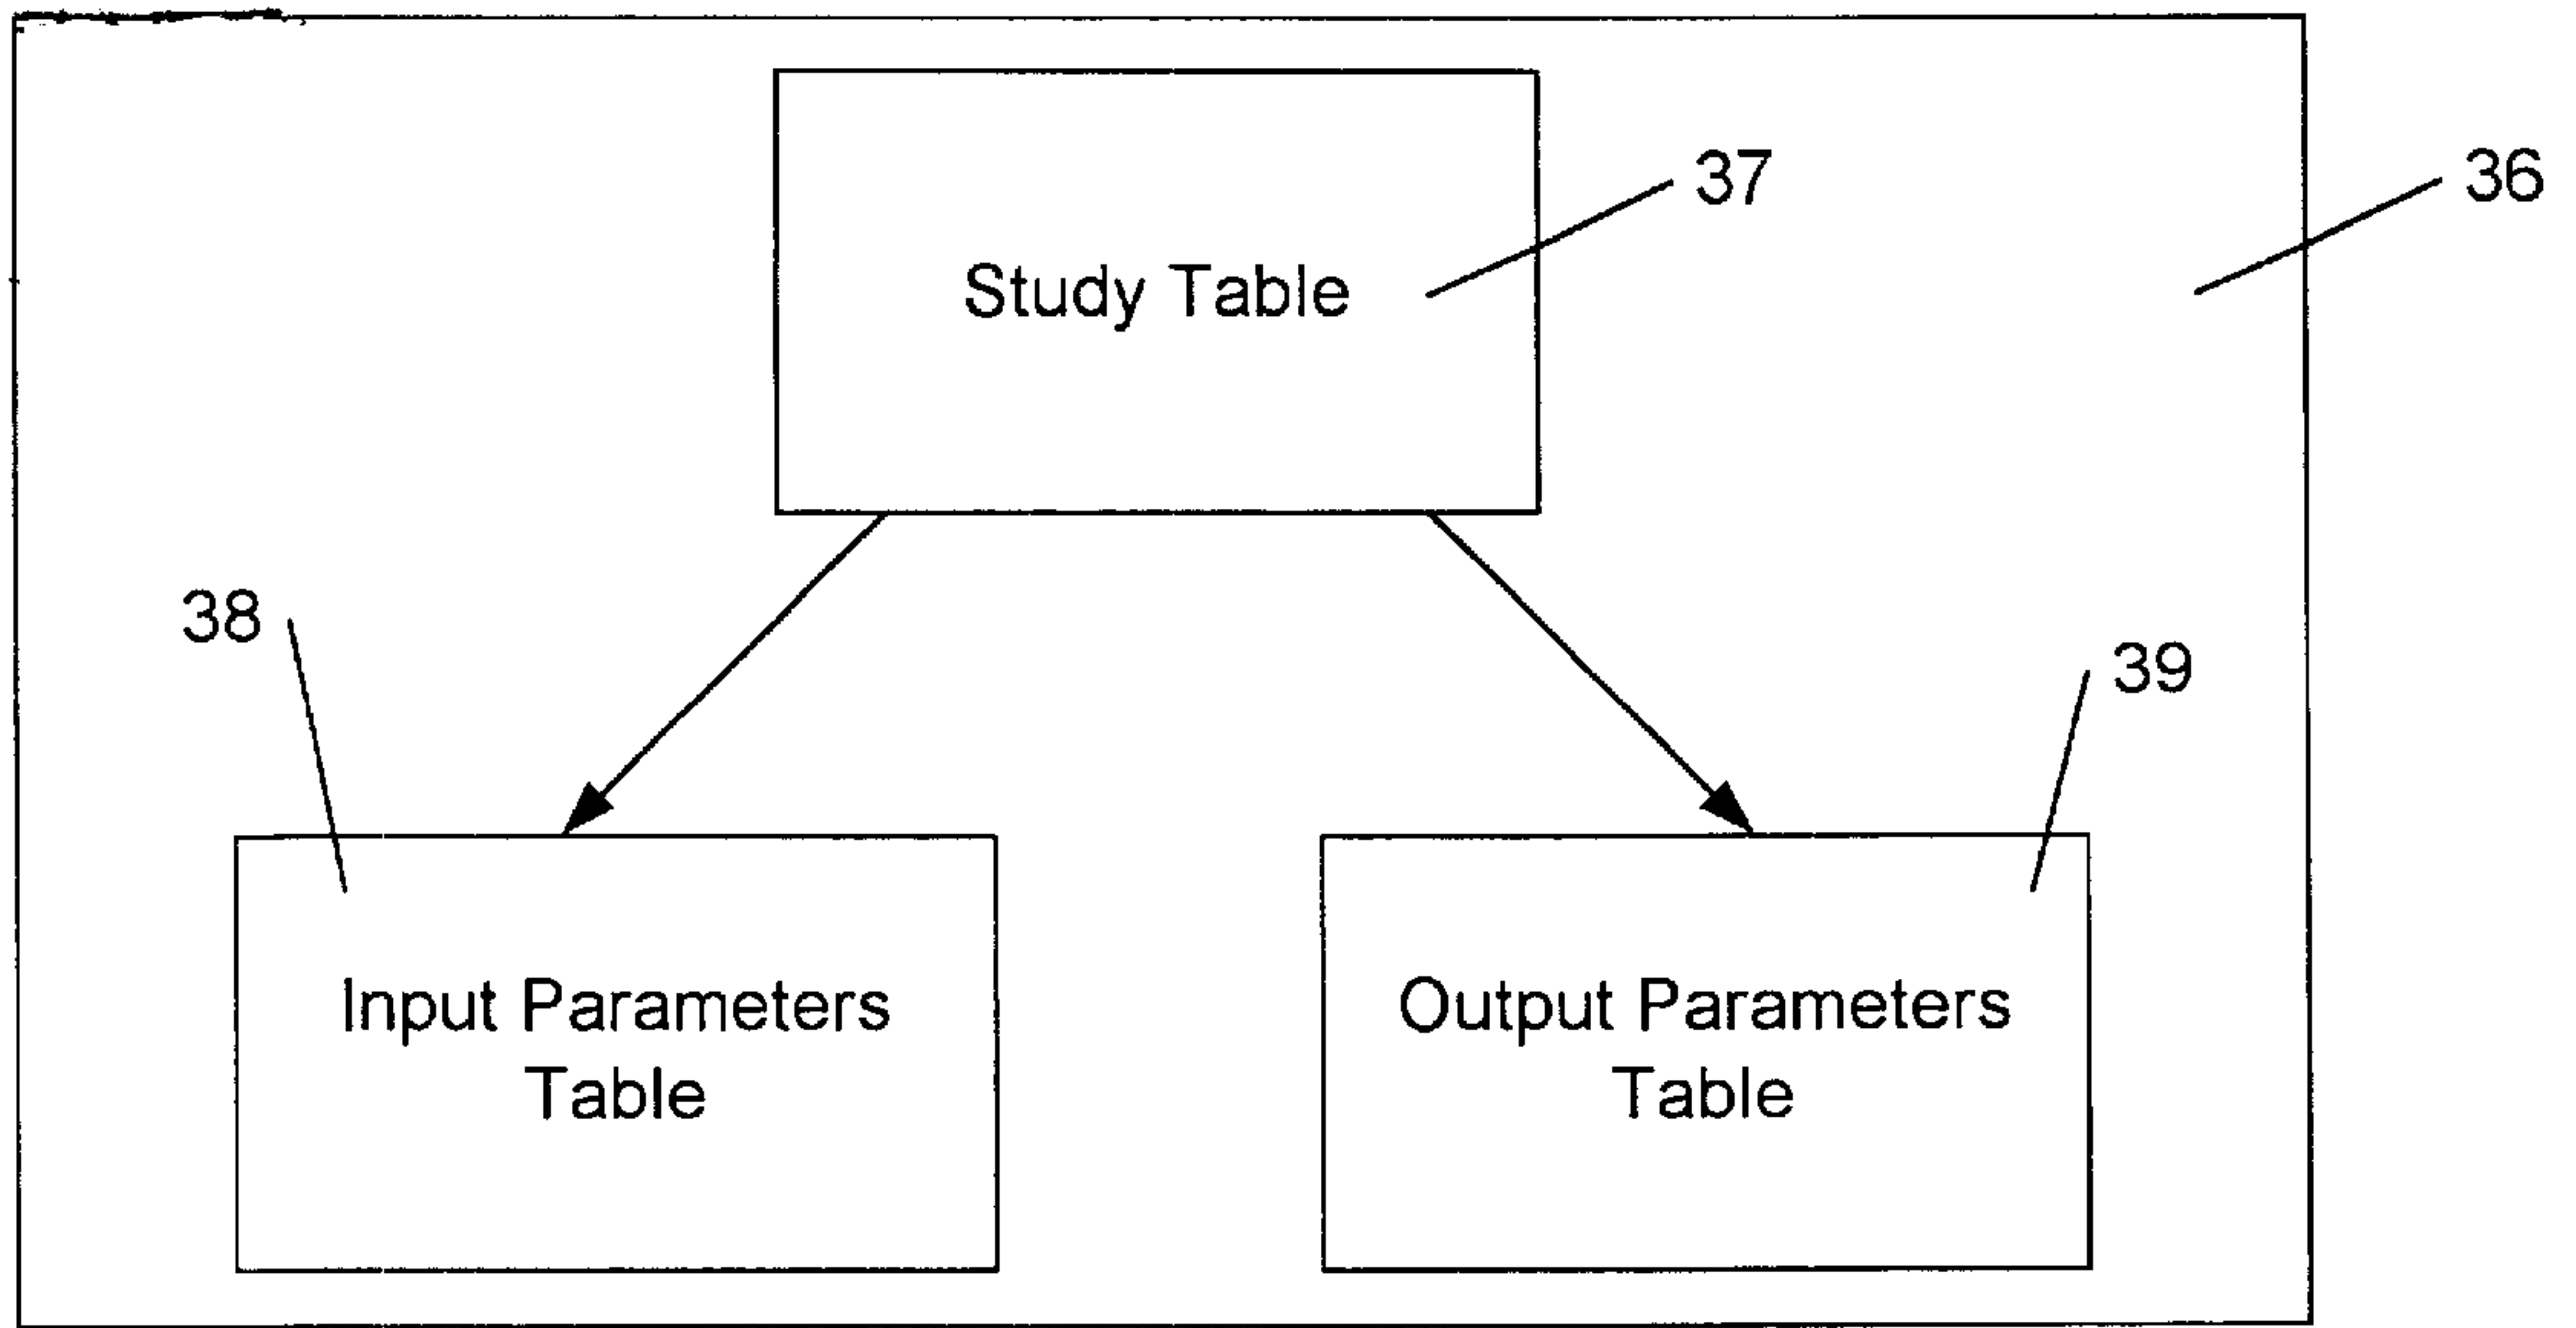 37
36
Study Table
38
39
Input Parameters
Table
Output Parameters
Table